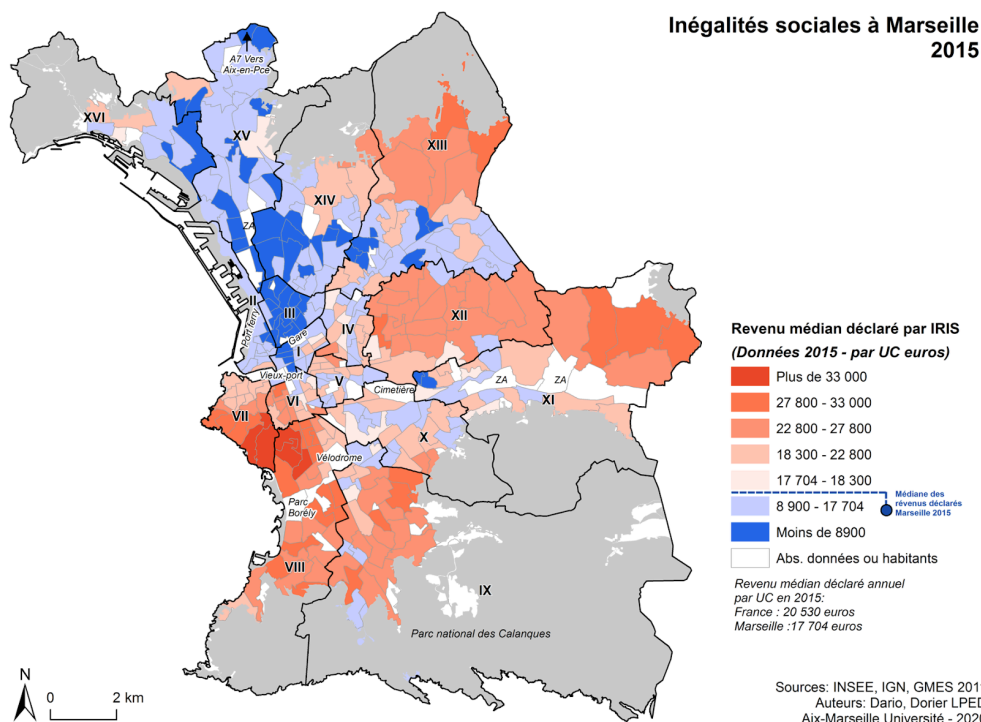 Inégalités sociales à Marseille
2015
A7 Vers
Aix-en-Pce
XVI
XV
XIII
XIV
ZA
II
III
Port ferry
Gare
I
IV
XII
Vieux-port
V
Cimetière
ZA
ZA
XI
VII
VI
X
Vélodrome
Parc
Borély
VIII
IX
Parc national des Calanques
Revenu médian déclaré par IRIS
(Données 2015 - par UC euros)
Plus de 33 000
27 800 - 33 000
22 800 - 27 800
18 300 - 22 800
17 704 - 18 300
Médiane des
révenus déclarés
Marseille 2015
8 900 - 17 704
Moins de 8900
Abs. données ou habitants
Revenu médian déclaré annuel
par UC en 2015:
France : 20 530 euros
Marseille :17 704 euros
N
0 2 km
Sources: INSEE, IGN, GMES 201
Auteurs: Dario, Dorier LPED
Aix-Marseille Université - 2020